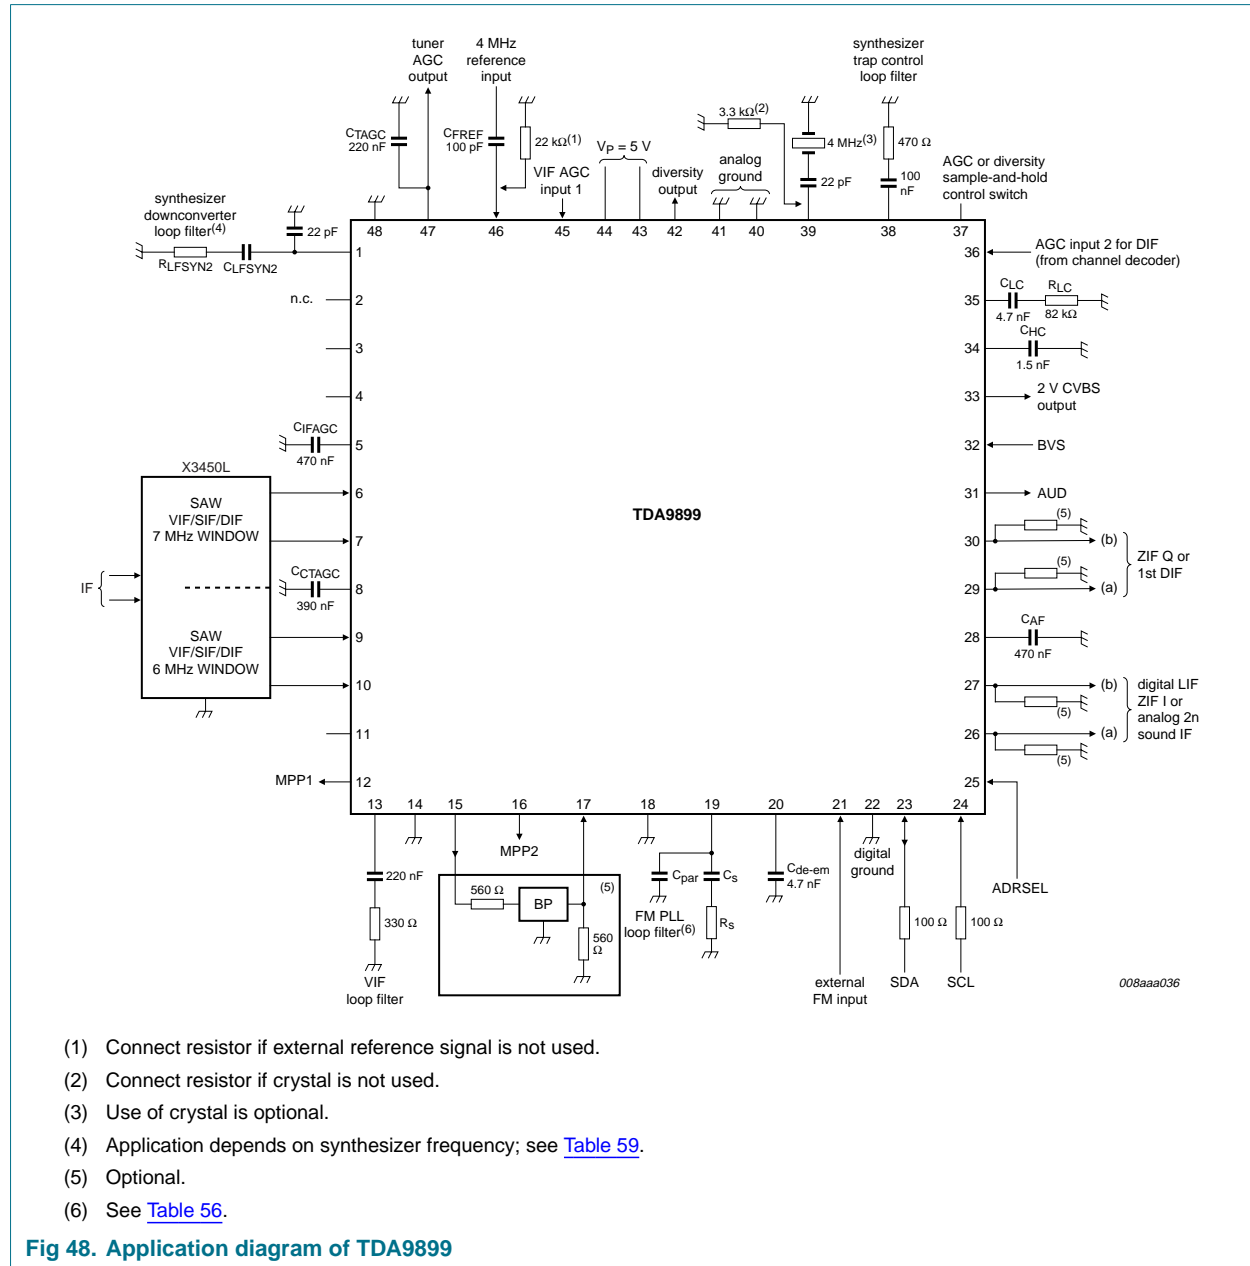 tuner
AGC
output
4 MHz
reference
input
synthesizer
trap control
loop filter
CTAGC
220 nF
CFREF
100 pF
22 kΩ(1)
VIF AGC
input 1
VP = 5 V
diversity
output
analog
ground
3.3 kΩ(2)
4 MHz(3)
22 pF
470 Ω
100
nF
AGC or diversity
sample-and-hold
control switch
synthesizer
downconverter
loop filter(4)
22 pF
RLFSYN2
CLFSYN2
48
47
46
45
44
43
42
41
40
39
38
37
1
n.c.
2
3
4
CIFAGC
470 nF
5
X3450L
SAW
VIF/SIF/DIF
7 MHz WINDOW
6
7
IF
CCTAGC
390 nF
8
SAW
VIF/SIF/DIF
6 MHz WINDOW
9
10
11
MPP1
12
TDA9899
36
AGC input 2 for DIF
(from channel decoder)
35
CLC
4.7 nF
RLC
82 kΩ
34
CHC
1.5 nF
33
2 V CVBS
output
32
BVS
31
AUD
(5)
30
(b)
(5)
29
(a)
ZIF Q or
1st DIF
28
CAF
470 nF
27
(b)
(5)
26
(a)
(5)
digital LIF
ZIF I or
analog 2n
sound IF
25
ADRSEL
13
14
15
16
17
18
19
20
21
22
23
24
220 nF
330 Ω
VIF
loop filter
MPP2
560 Ω
BP
(5)
560
Ω
Cpar
Cs
FM PLL
loop filter(6)
Rs
Cde-em
4.7 nF
external
FM input
digital
ground
100 Ω
SDA
100 Ω
SCL
008aaa036
(1) Connect resistor if external reference signal is not used.
(2) Connect resistor if crystal is not used.
(3) Use of crystal is optional.
(4) Application depends on synthesizer frequency; see Table 59.
(5) Optional.
(6) See Table 56.
Fig 48. Application diagram of TDA9899